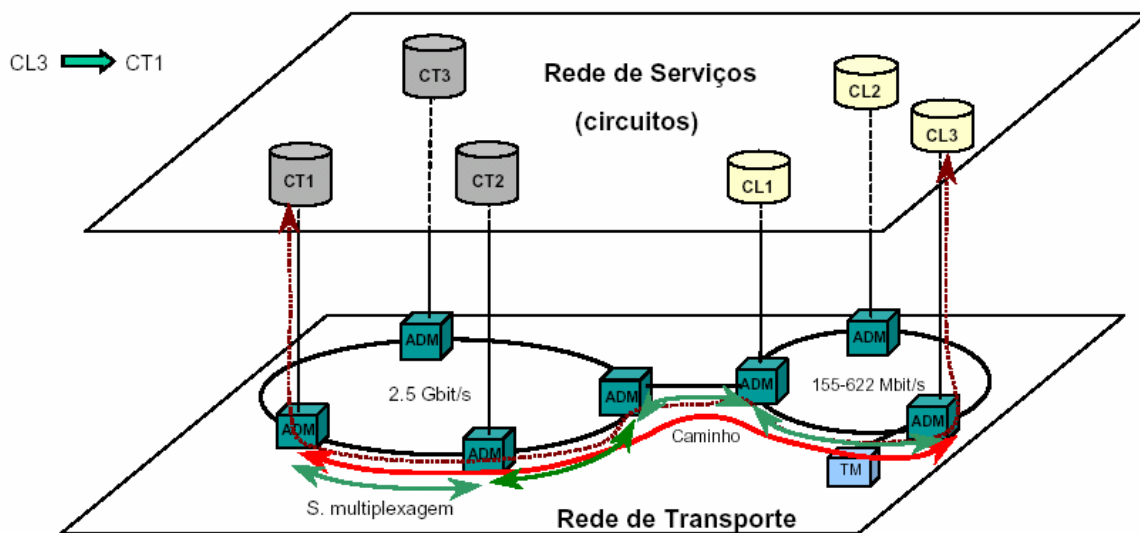 CL3 CT1
Rede de Serviços
(circuitos)
CT3
CL2
CL3
CT1
CT2
CL1
ADM
ADM
2.5 Gbit/s
155-622 Mbit/s
ADM
ADM
ADM
ADM
ADM
Caminho
TM
S. multiplexagem
Rede de Transporte